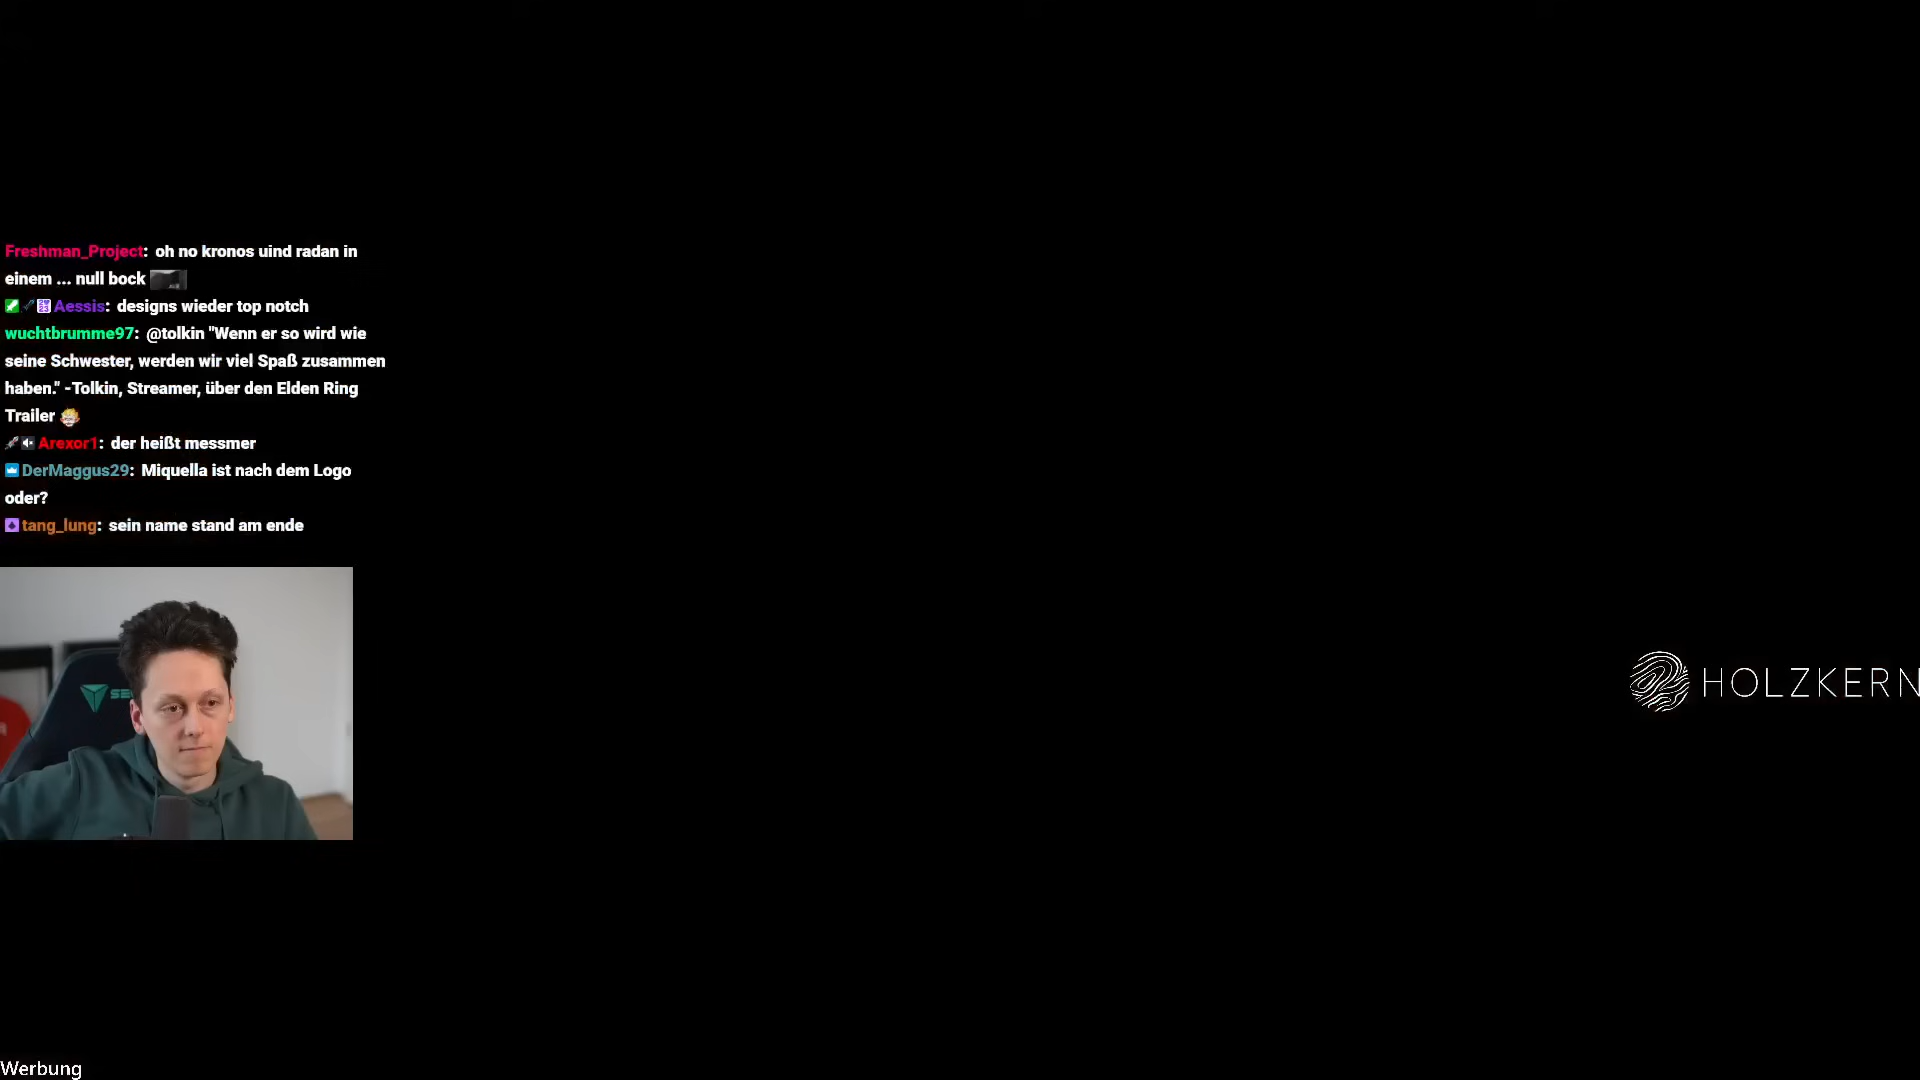 Freshman_Project: oh no kronos uind radan in
einem ... null bock
Aessis: designs wieder top notch
wuchtbrumme97: @tolkin "Wenn er so wird wie
seine Schwester, werden wir viel Spaß zusammen
haben." -Tolkin, Streamer, über den Elden Ring
Trailer
Arexor1: der heißt messmer
DerMaggus29: Miquella ist nach dem Logo
oder?
tang_lung: sein name stand am ende
HOLZKERN
Werbung